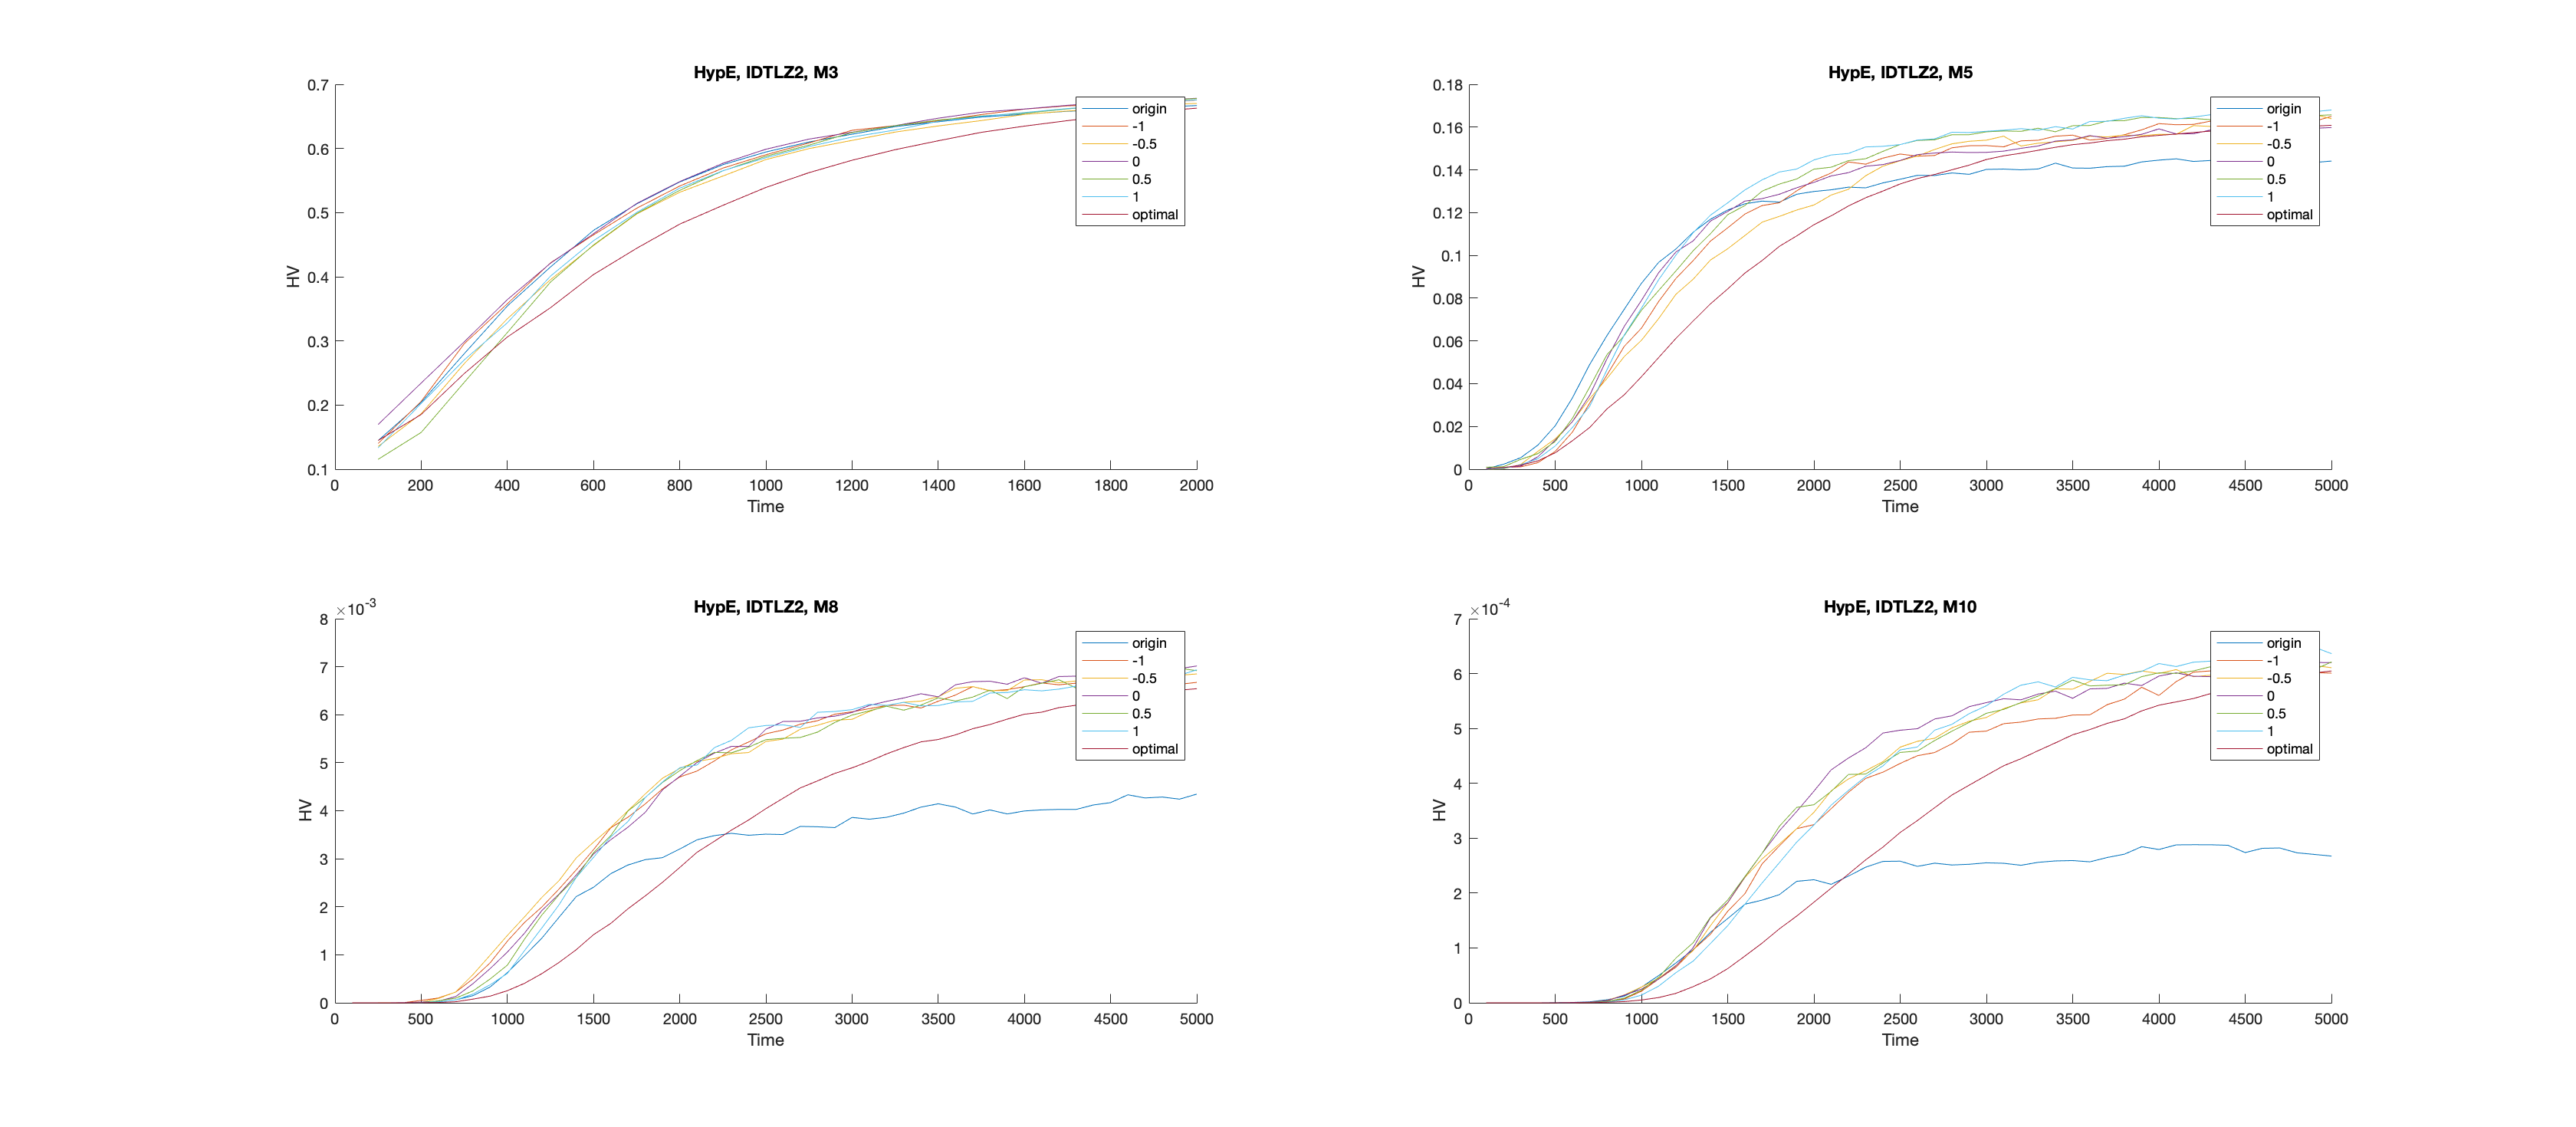 HypE, IDTLZ2, M3
0.7
0.6
0.5
0.4
0.3
0.2
0.1
HV
0 200 400 600 800 1000 1200 1400 1600 1800 2000
Time
origin
-1
-0.5
0
0.5
1
optimal
HypE, IDTLZ2, M5
0.18
0.16
0.14
0.12
0.1
0.08
0.06
0.04
0.02
0
HV
0 500 1000 1500 2000 2500 3000 3500 4000 4500 5000
Time
origin
-1
-0.5
0
0.5
1
optimal
HypE, IDTLZ2, M8
×10-3
8
7
6
5
4
3
2
1
0
HV
0 500 1000 1500 2000 2500 3000 3500 4000 4500 5000
Time
origin
-1
-0.5
0
0.5
1
optimal
HypE, IDTLZ2, M10
×10-4
7
6
5
4
3
2
1
0
HV
0 500 1000 1500 2000 2500 3000 3500 4000 4500 5000
Time
origin
-1
-0.5
0
0.5
1
optimal